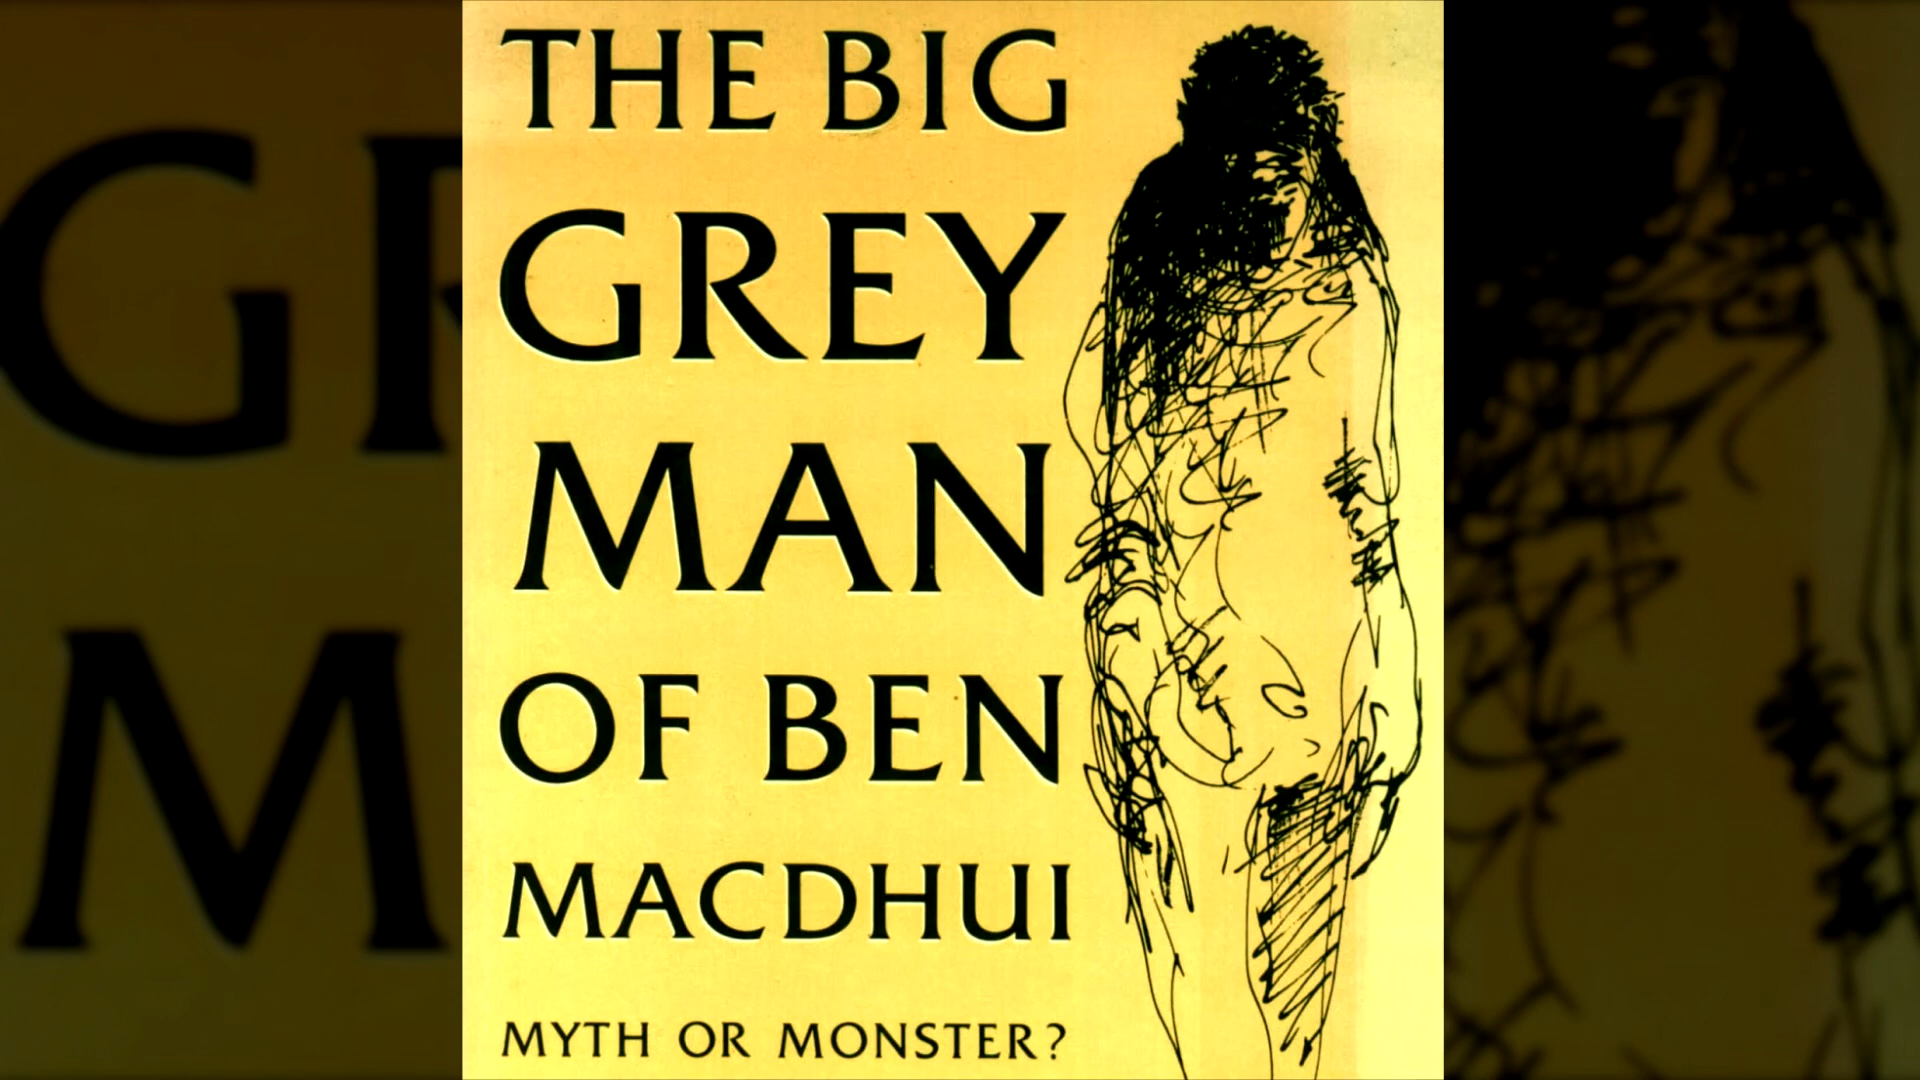 THE BIG
GREY
MAN
OF BEN
MACDHUI
MYTH OR MONSTER?